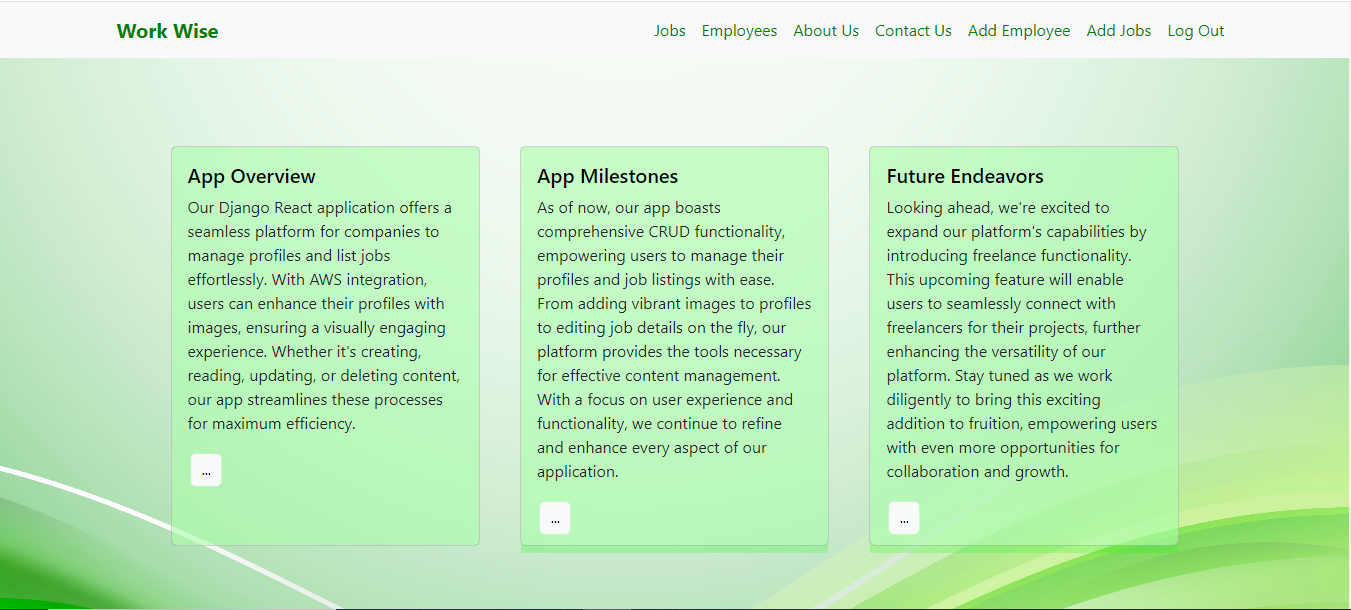 Work Wise
Jobs Employees About Us Contact Us Add Employee Add Jobs Log Out
App Overview
Our Django React application offers a
seamless platform for companies to
manage profiles and list jobs
effortlessly. With AWS integration,
users can enhance their profiles with
images, ensuring a visually engaging
experience. Whether it's creating,
reading, updating, or deleting content,
our app streamlines these processes
for maximum efficiency.
...
App Milestones
As of now, our app boasts
comprehensive CRUD functionality,
empowering users to manage their
profiles and job listings with ease.
From adding vibrant images to profiles
to editing job details on the fly, our
platform provides the tools necessary
for effective content management.
With a focus on user experience and
functionality, we continue to refine
and enhance every aspect of our
application.
...
Future Endeavors
Looking ahead, we're excited to
expand our platform's capabilities by
introducing freelance functionality.
This upcoming feature will enable
users to seamlessly connect with
freelancers for their projects, further
enhancing the versatility of our
platform. Stay tuned as we work
diligently to bring this exciting
addition to fruition, empowering users
with even more opportunities for
collaboration and growth.
...